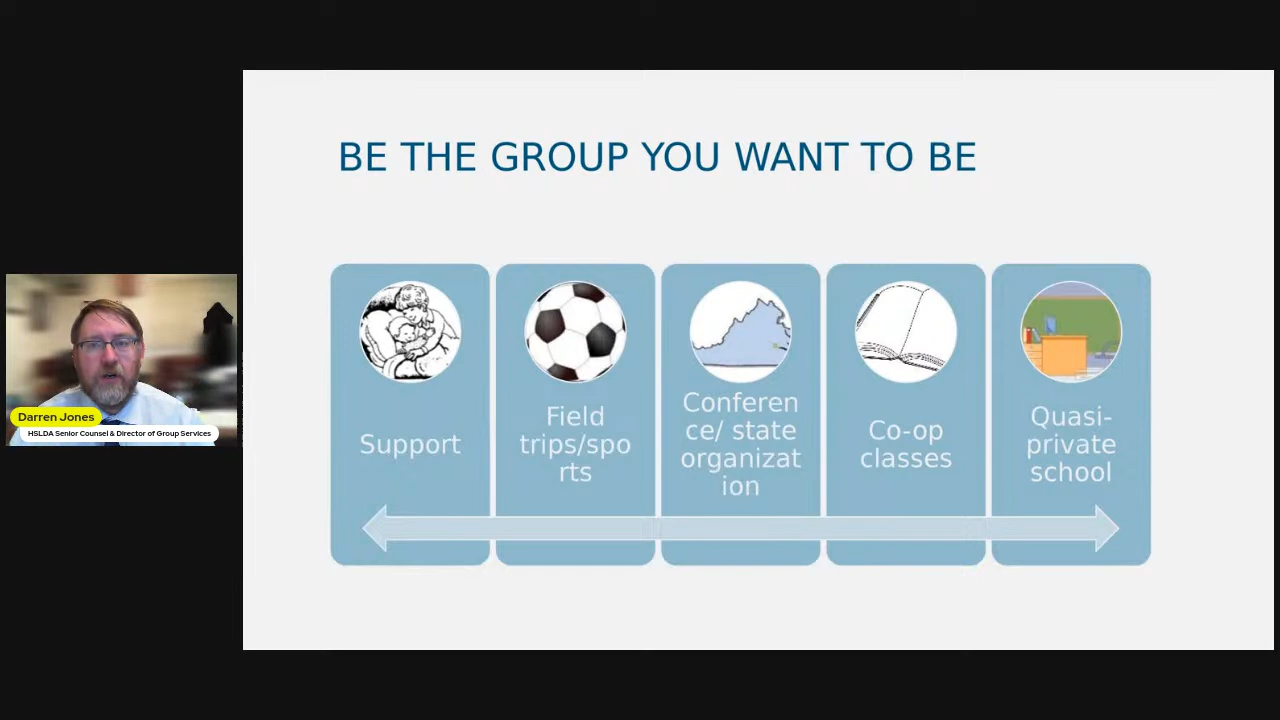 BE THE GROUP YOU WANT TO BE
Support
Field
trips/spo
rts
Conferen
ce/ state
organizat
ion
Co-op
classes
Quasi-
private
school
Darren Jones
HSLDA Senior Counsel & Director of Group Services